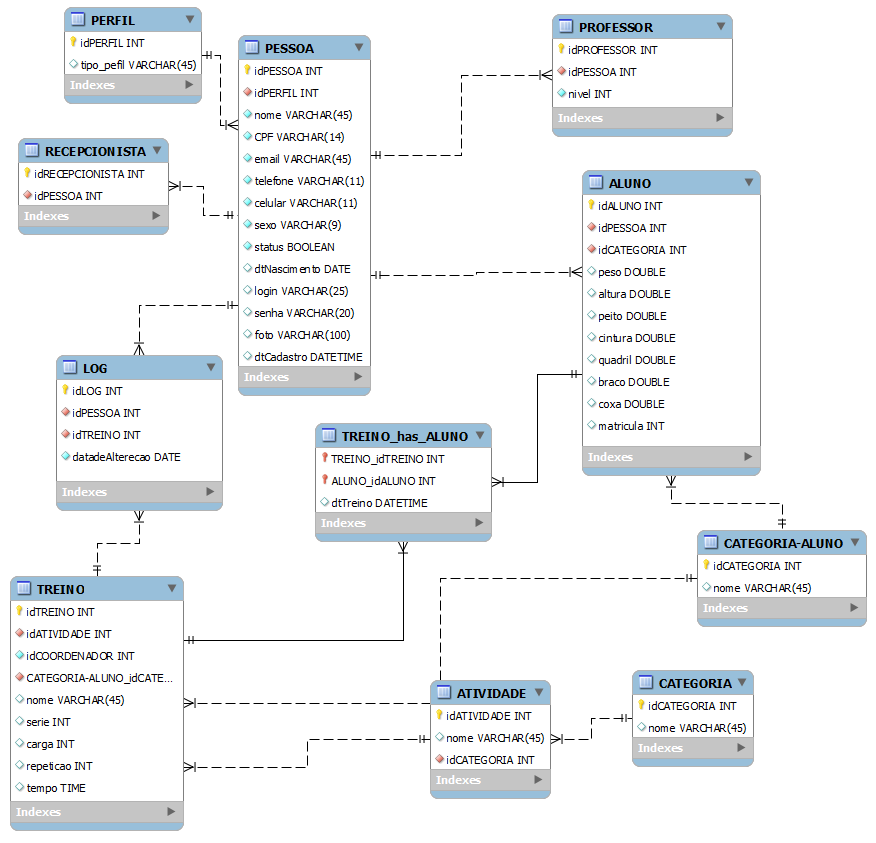 PERFIL
idPERFIL INT
tipo_pefil VARCHAR(45)
Indexes
PESSOA
idPESSOA INT
idPERFIL INT
nome VARCHAR(45)
CPF VARCHAR(14)
email VARCHAR(45)
telefone VARCHAR(11)
celular VARCHAR(11)
sexo VARCHAR(9)
status BOOLEAN
dtNascimento DATE
login VARCHAR(25)
senha VARCHAR(20)
foto VARCHAR(100)
dtCadastro DATETIME
Indexes
PROFESSOR
idPROFESSOR INT
idPESSOA INT
nivel INT
Indexes
RECEPCIONISTA
idRECEPCIONISTA INT
idPESSOA INT
Indexes
ALUNO
idALUNO INT
idPESSOA INT
idCATEGORIA INT
peso DOUBLE
altura DOUBLE
peito DOUBLE
cintura DOUBLE
quadril DOUBLE
braco DOUBLE
coxa DOUBLE
matricula INT
Indexes
LOG
idLOG INT
idPESSOA INT
idTREINO INT
datadeAlterecao DATE
Indexes
TREINO_has_ALUNO
TREINO_idTREINO INT
ALUNO_idALUNO INT
dtTreino DATETIME
Indexes
CATEGORIA-ALUNO
idCATEGORIA INT
nome VARCHAR(45)
Indexes
TREINO
idTREINO INT
idATIVIDADE INT
idCOORDENADOR INT
CATEGORIA-ALUNO_idCATE...
nome VARCHAR(45)
serie INT
carga INT
repeticao INT
tempo TIME
Indexes
ATIVIDADE
idATIVIDADE INT
nome VARCHAR(45)
idCATEGORIA INT
Indexes
CATEGORIA
idCATEGORIA INT
nome VARCHAR(45)
Indexes